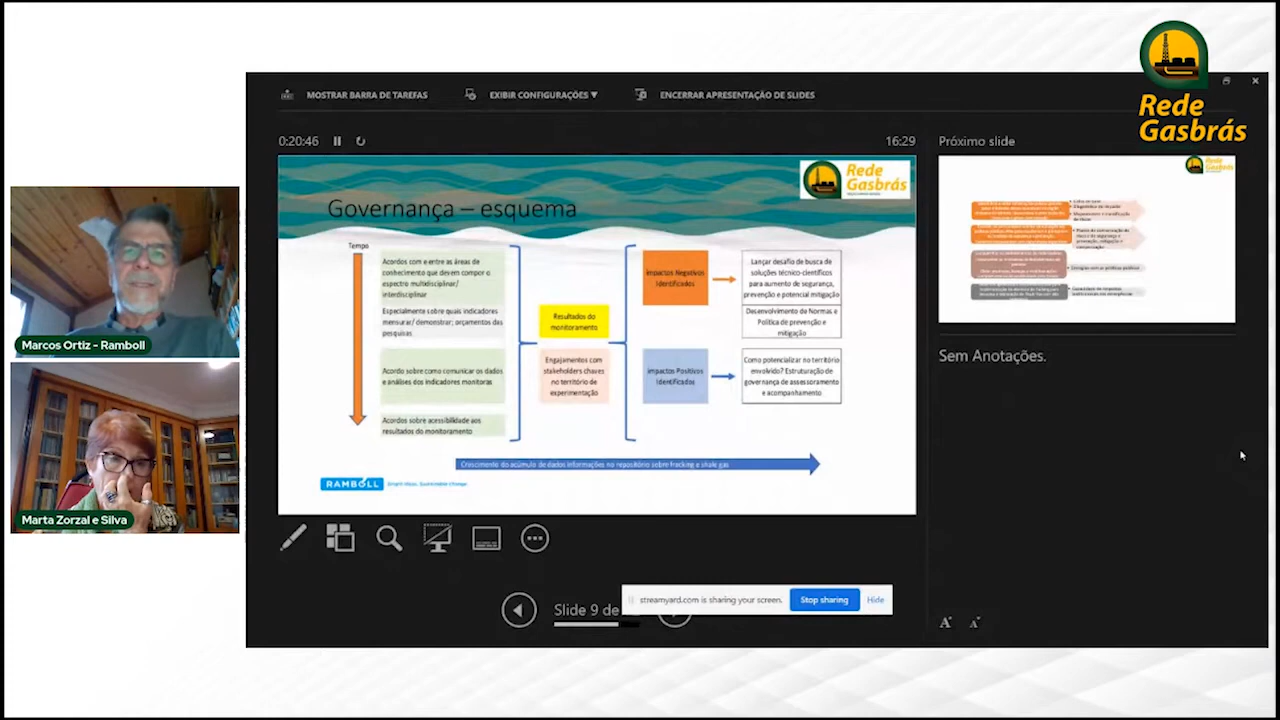 Rede
Gasbrás
MOSTRAR BARRA DE TAREFAS
EXIBIR CONFIGURAÇÕES ▼
ENCERRAR APRESENTAÇÃO DE SLIDES
0:20:46
16:29
Próximo slide
Rede
Gasbrás
Governança – esquema
Tempo
Acordos com e entre as áreas de
conhecimento que devem compor o
espectro multidisciplinar/
interdisciplinar
Especialmente sobre quais indicadores
mensurar/ demonstrar; orçamentos das
pesquisas
Acordo sobre como comunicar os dados
e análises dos indicadores monitoras
Acordos sobre acessibilidade aos
resultados do monitoramento
Resultados do
monitoramento
Engajamentos com
stakeholders chaves
no território de
experimentação
impactos Negativos
Identificados
impactos Positivos
Identificados
Lançar desafio de busca de
soluções técnico-científicos
para aumento de segurança,
prevenção e potencial mitigação
Desenvolvimento de Normas e
Política de prevenção e
mitigação
Como potencializar no território
envolvido? Estruturação de
governança de assessoramento
e acompanhamento
Crescimento do acúmulo de dados informações no repositório sobre fracking e shale gas
RAMBOLL
Rede
Gasbrás
Sem Anotações.
Marcos Ortiz - Ramboll
Marta Zorzal e Silva
streamyard.com is sharing your screen.
Stop sharing
Hide
Slide 9 de